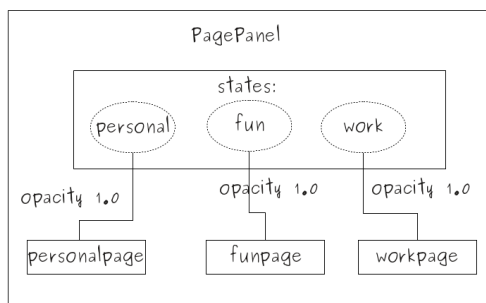 PagePanel
states:
personal fun work
opacity 1.0 opacity 1.0 opacity 1.0
personalpage funpage workpage